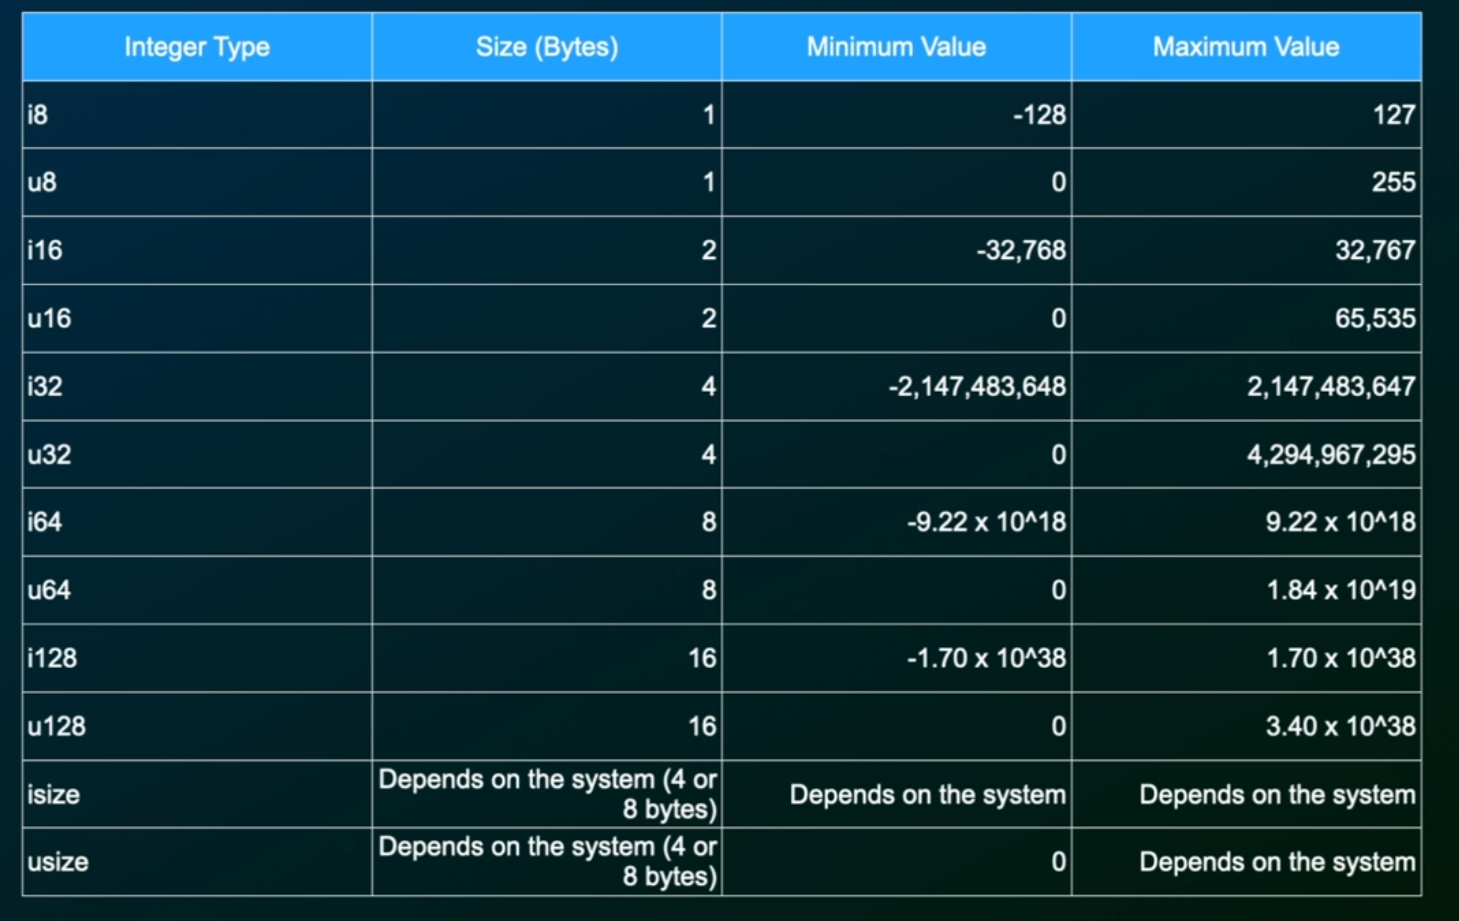 Integer Type Size (Bytes) Minimum Value Maximum Value
i8 1 -128 127
u8 1 0 255
i16 2 -32,768 32,767
u16 2 0 65,535
i32 4 -2,147,483,648 2,147,483,647
u32 4 0 4,294,967,295
i64 8 -9.22 x 10^18 9.22 x 10^18
u64 8 0 1.84 x 10^19
i128 16 -1.70 x 10^38 1.70 x 10^38
u128 16 0 3.40 x 10^38
isize Depends on the system (4 or
8 bytes) Depends on the system Depends on the system
usize Depends on the system (4 or
8 bytes) 0 Depends on the system